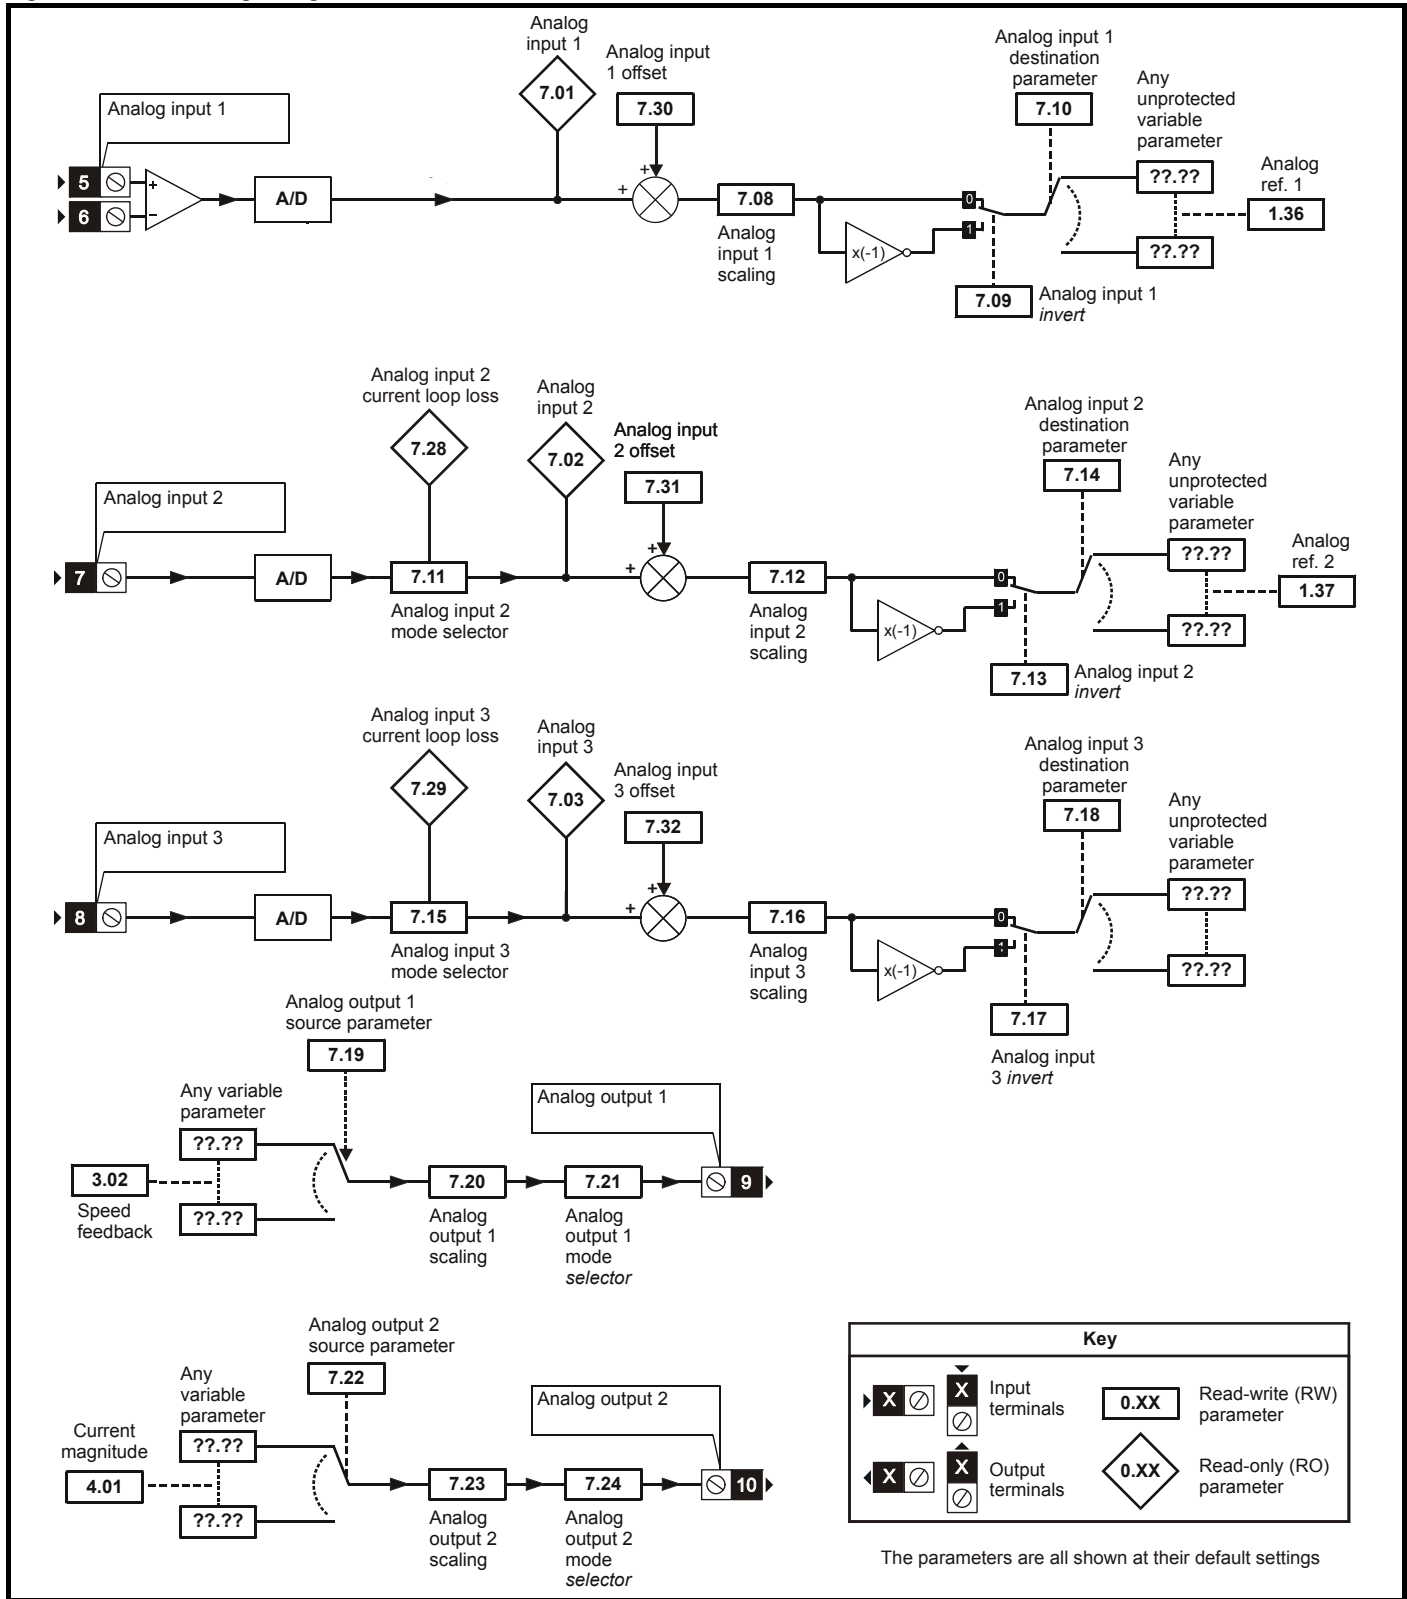 Analog
input 1
Analog input
1 offset
Analog input 1
destination
parameter
Any
unprotected
variable
parameter
Analog input 1
7.01
7.30
7.10
5
+
6
−
A/D
+
+
7.08
Analog
input 1
scaling
x(-1)
0
1
7.09
Analog input 1
invert
??.??
??.??
Analog
ref. 1
1.36
Analog input 2
current loop loss
Analog
input 2
Analog input
2 offset
Analog input 2
destination
parameter
Any
unprotected
variable
parameter
Analog input 2
7.28
7.02
7.31
7.14
7
A/D
7.11
Analog input 2
mode selector
+
+
7.12
Analog
input 2
scaling
x(-1)
0
1
7.13
Analog input 2
invert
??.??
??.??
Analog
ref. 2
1.37
Analog input 3
current loop loss
Analog
input 3
Analog input
3 offset
Analog input 3
destination
parameter
Any
unprotected
variable
parameter
Analog input 3
7.29
7.03
7.32
7.18
8
A/D
7.15
Analog input 3
mode selector
+
+
7.16
Analog
input 3
scaling
x(-1)
0
1
7.17
Analog input
3 invert
??.??
??.??
Analog output 1
source parameter
7.19
Any variable
parameter
??.??
??.??
3.02
Speed
feedback
7.20
Analog
output 1
scaling
7.21
Analog
output 1
mode
selector
Analog output 1
9
Analog output 2
source parameter
7.22
Any
variable
parameter
??.??
??.??
Current
magnitude
4.01
7.23
Analog
output 2
scaling
7.24
Analog
output 2
mode
selector
Analog output 2
10
Key
X
X
Input
terminals
0.XX
Read-write (RW)
parameter
X
X
Output
terminals
0.XX
Read-only (RO)
parameter
The parameters are all shown at their default settings